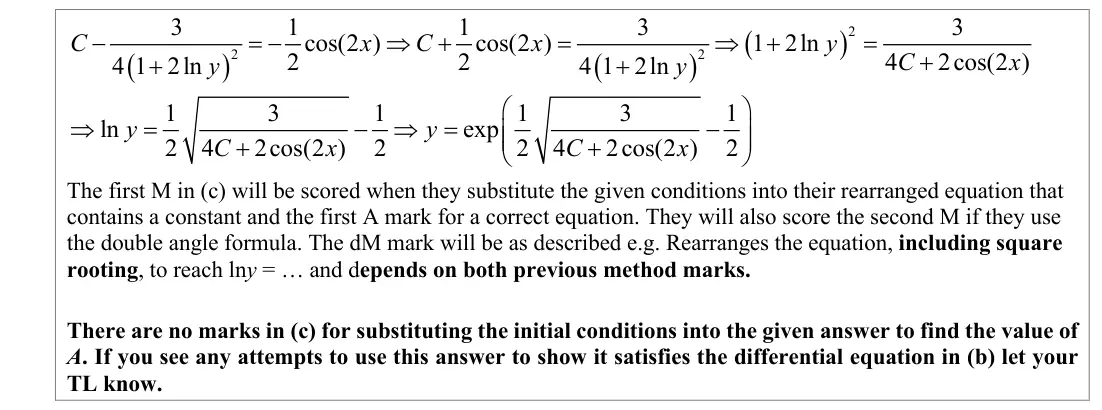 C − 3/(4(1+2ln y)²) = −1/2 cos(2x) ⇒ C + 1/2 cos(2x) = 3/(4(1+2ln y)²) ⇒ (1+2ln y)² = 3/(4C+2cos(2x))
⇒ ln y = 1/2 √(3/(4C+2cos(2x))) − 1/2 ⇒ y = exp(1/2 √(3/(4C+2cos(2x))) − 1/2)
The first M in (c) will be scored when they substitute the given conditions into their rearranged equation that
contains a constant and the first A mark for a correct equation. They will also score the second M if they use
the double angle formula. The dM mark will be as described e.g. Rearranges the equation, including square
rooting, to reach lny = … and depends on both previous method marks.
There are no marks in (c) for substituting the initial conditions into the given answer to find the value of
A. If you see any attempts to use this answer to show it satisfies the differential equation in (b) let your
TL know.